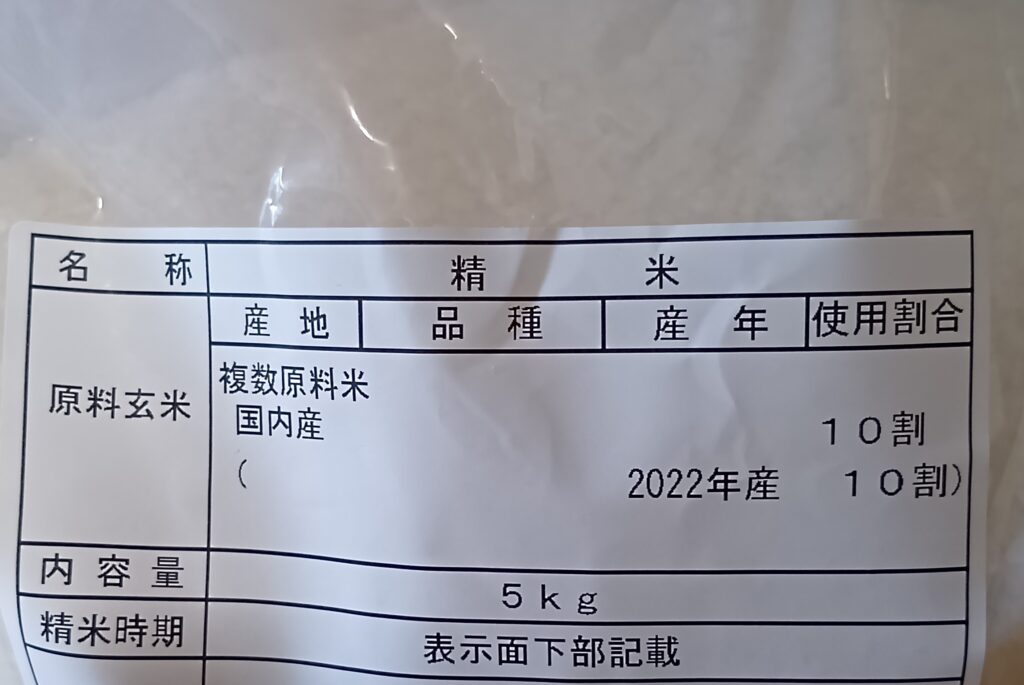 名称 精米
産地 品種 産年 使用割合
原料玄米
複数原料米
国内産 10割
( 2022年産 10割)
内容量 5kg
精米時期 表示面下部記載